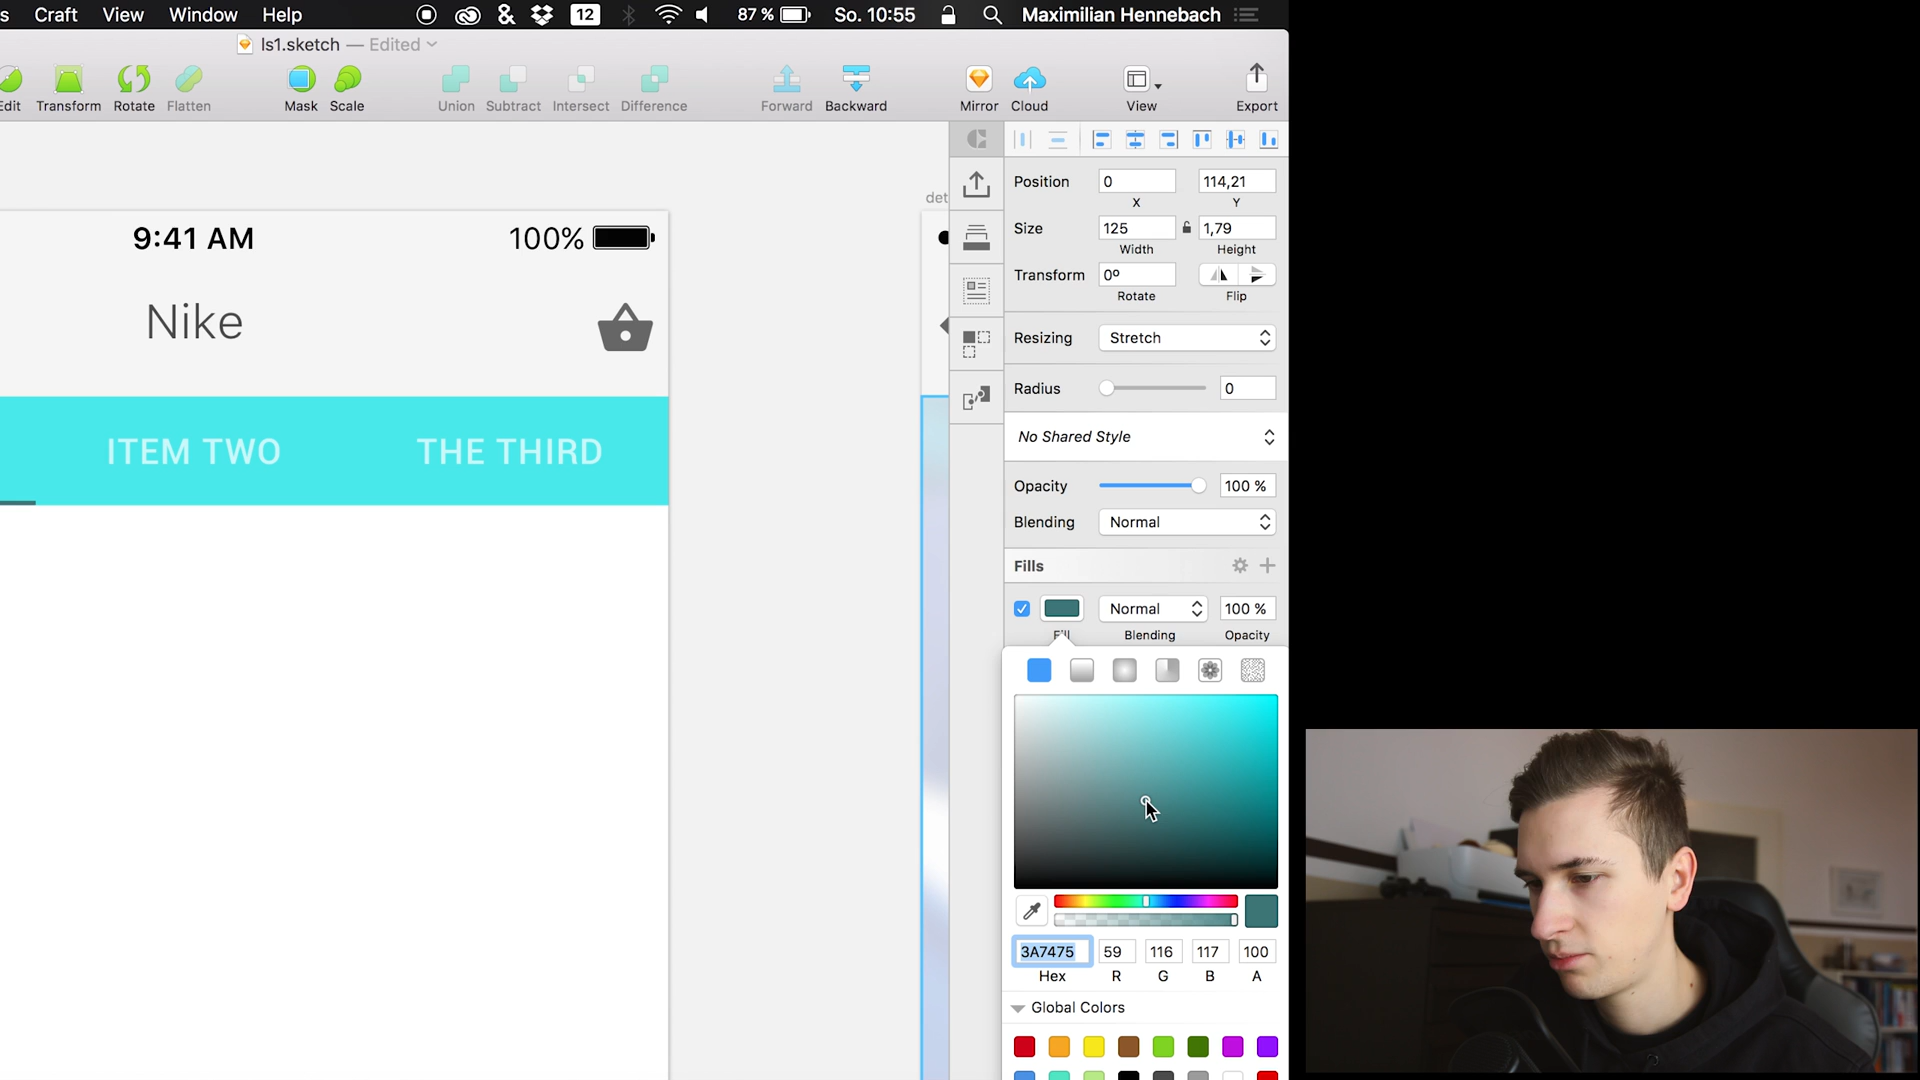 s Craft View Window Help 12 87 % So. 10:55 Maximilian Hennebach
ls1.sketch — Edited
Edit Transform Rotate Flatten Mask Scale Union Subtract Intersect Difference Forward Backward Mirror Cloud View Export
Position 0 114,21
X Y
Size 125 1,79
Width Height
Transform 0º
Rotate Flip
Resizing Stretch
Radius 0
No Shared Style
Opacity 100 %
Blending Normal
Fills
Normal 100 %
Fill Blending Opacity
3A7475 59 116 117 100
Hex R G B A
Global Colors
det
9:41 AM 100%
Nike
ITEM TWO THE THIRD